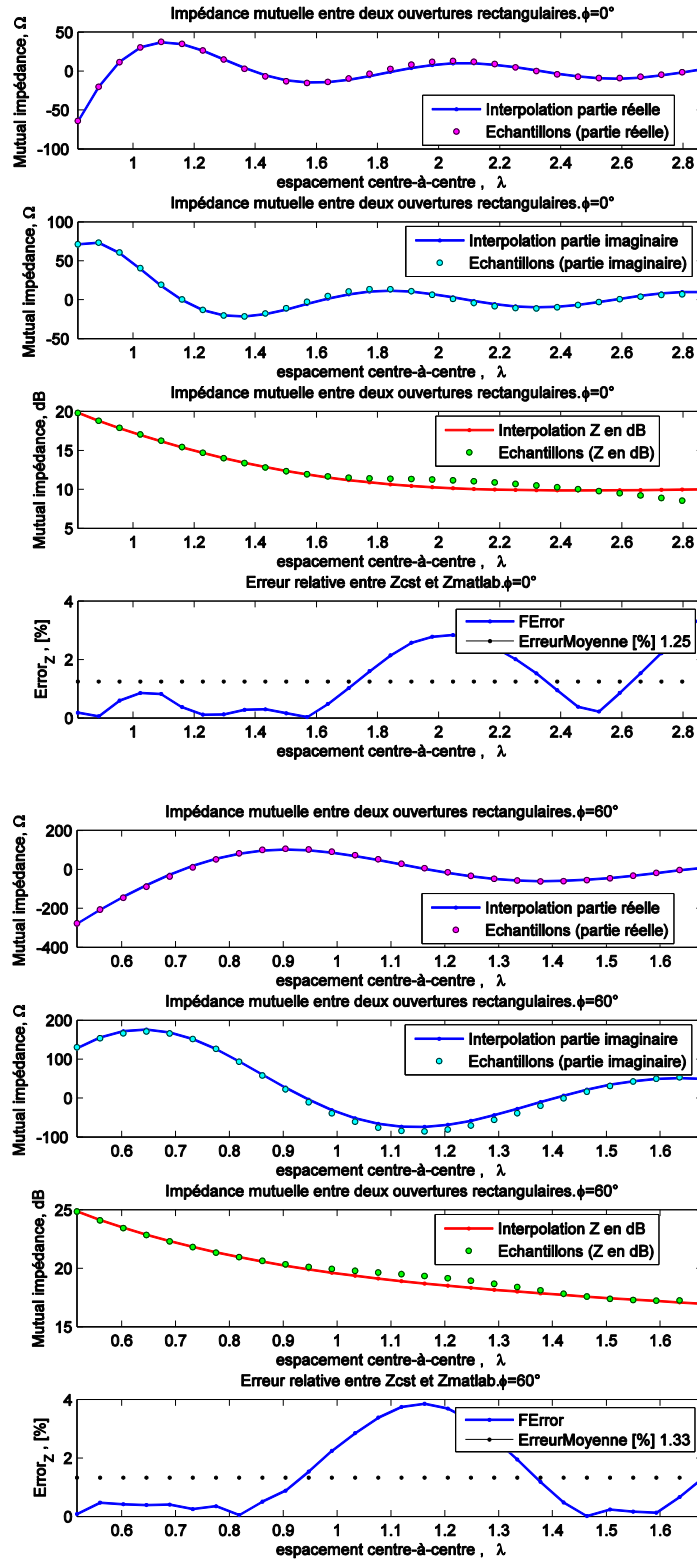 Impédance mutuelle entre deux ouvertures rectangulaires.ϕ=0°
Mutual impédance, Ω
50
0
-50
-100
Interpolation partie réelle
Echantillons (partie réelle)
1 1.2 1.4 1.6 1.8 2 2.2 2.4 2.6 2.8
espacement centre-à-centre , λ
Impédance mutuelle entre deux ouvertures rectangulaires.ϕ=0°
Mutual impédance, Ω
100
50
0
-50
Interpolation partie imaginaire
Echantillons (partie imaginaire)
1 1.2 1.4 1.6 1.8 2 2.2 2.4 2.6 2.8
espacement centre-à-centre , λ
Impédance mutuelle entre deux ouvertures rectangulaires.ϕ=0°
Mutual impédance, dB
20
15
10
5
Interpolation Z en dB
Echantillons (Z en dB)
1 1.2 1.4 1.6 1.8 2 2.2 2.4 2.6 2.8
espacement centre-à-centre , λ
Erreur relative entre Zcst et Zmatlab.ϕ=0°
Error_Z , [%]
4
2
0
FError
ErreurMoyenne [%] 1.25
1 1.2 1.4 1.6 1.8 2 2.2 2.4 2.6 2.8
espacement centre-à-centre , λ
Impédance mutuelle entre deux ouvertures rectangulaires.ϕ=60°
Mutual impédance, Ω
200
0
-200
-400
Interpolation partie réelle
Echantillons (partie réelle)
0.6 0.7 0.8 0.9 1 1.1 1.2 1.3 1.4 1.5 1.6
espacement centre-à-centre , λ
Impédance mutuelle entre deux ouvertures rectangulaires.ϕ=60°
Mutual impédance, Ω
200
100
0
-100
Interpolation partie imaginaire
Echantillons (partie imaginaire)
0.6 0.7 0.8 0.9 1 1.1 1.2 1.3 1.4 1.5 1.6
espacement centre-à-centre , λ
Impédance mutuelle entre deux ouvertures rectangulaires.ϕ=60°
Mutual impédance, dB
25
20
15
Interpolation Z en dB
Echantillons (Z en dB)
0.6 0.7 0.8 0.9 1 1.1 1.2 1.3 1.4 1.5 1.6
espacement centre-à-centre , λ
Erreur relative entre Zcst et Zmatlab.ϕ=60°
Error_Z , [%]
4
2
0
FError
ErreurMoyenne [%] 1.33
0.6 0.7 0.8 0.9 1 1.1 1.2 1.3 1.4 1.5 1.6
espacement centre-à-centre , λ